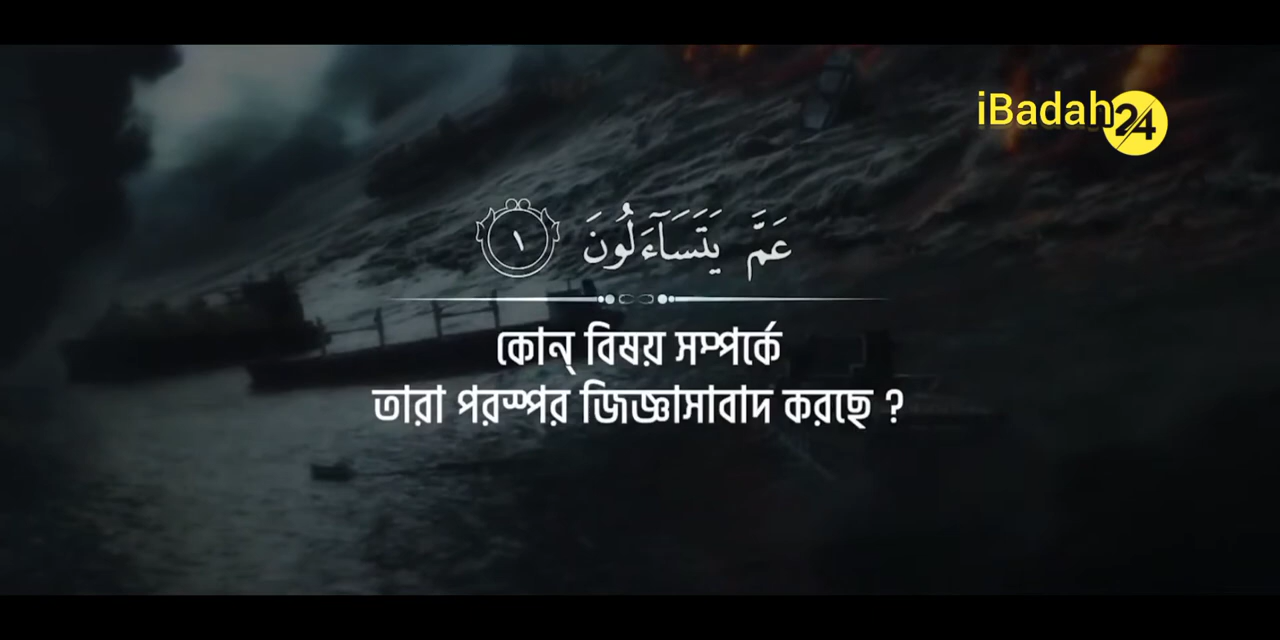 iBadah24
عَمَّ يَتَسَآءَلُونَ ١
কোন্ বিষয় সম্পর্কে
তারা পরস্পর জিজ্ঞাসাবাদ করছে ?